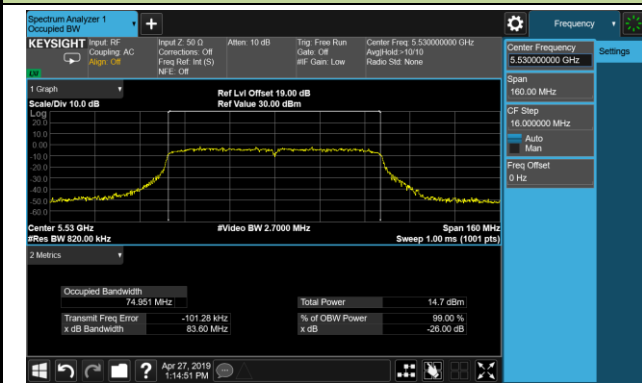 Spectrum Analyzer 1
Occupied BW
Frequency
KEYSIGHT
Input: RF
Coupling: AC
Align: Off
Input Z: 50 Ω
Corrections: Off
Freq Ref: Int (S)
NFE: Off
Atten: 10 dB
Trig: Free Run
Gate: Off
#IF Gain: Low
Center Freq: 5.530000000 GHz
Avg|Hold:>10/10
Radio Std: None
Center Frequency
5.530000000 GHz
Settings
Span
160.00 MHz
CF Step
16.000000 MHz
Auto
Man
Freq Offset
0 Hz
1 Graph
Scale/Div 10.0 dB
Ref Lvl Offset 19.00 dB
Ref Value 30.00 dBm
Log
20.0
10.0
0.00
-10.0
-20.0
-30.0
-40.0
-50.0
-60.0
Center 5.53 GHz
#Res BW 820.00 kHz
#Video BW 2.7000 MHz
Span 160 MHz
Sweep 1.00 ms (1001 pts)
2 Metrics
Occupied Bandwidth
74.951 MHz
Total Power 14.7 dBm
Transmit Freq Error -101.28 kHz
% of OBW Power 99.00 %
x dB Bandwidth 83.60 MHz
x dB -26.00 dB
Apr 27, 2019
1:14:51 PM